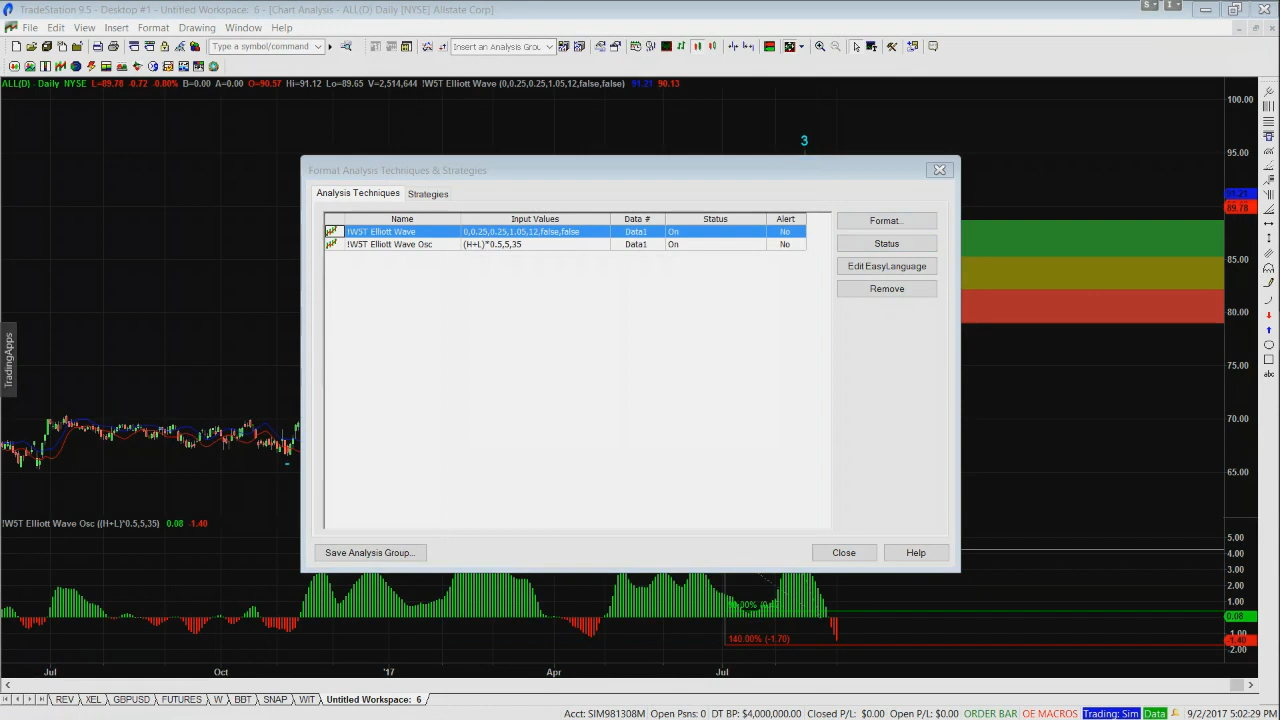 TradeStation 9.5 - Desktop #1 - Untitled Workspace: 6 - [Chart Analysis - ALL(D) Daily [NYSE] Allstate Corp]
File Edit View Insert Format Drawing Window Help
Type a symbol/command
Insert an Analysis Group
ALL(D) - Daily NYSE L=89.78 -0.72 -0.80% B=0.00 A=0.00 O=90.57 Hi=91.12 Lo=89.65 V=2,514,644 !W5T Elliott Wave (0,0.25,0.25,1.05,12,false,false) 91.21 90.13
100.00
3
95.00
Format Analysis Techniques & Strategies
Analysis Techniques Strategies
Name Input Values Data # Status Alert
!W5T Elliott Wave 0,0.25,0.25,1.05,12,false,false Data1 On No
!W5T Elliott Wave Osc (H+L)*0.5,5,35 Data1 On No
Format...
Status
Edit EasyLanguage
Remove
91.21
89.78
85.00
80.00
75.00
70.00
65.00
TradingApps
!W5T Elliott Wave Osc ((H+L)*0.5,5,35) 0.08 -1.40
Save Analysis Group... Close Help
5.00
4.00
3.00
2.00
1.00
0.08
-1.00
-1.40
-2.00
140.00% (-1.70)
Jul Oct '17 Apr Jul
REV XEL GBPUSD FUTURES W BBT SNAP WIT Untitled Workspace: 6
Acct: SIM981308M Open Psns: 0 DT BP: $4,000,000.00 Closed P/L: $0.00 Open P/L: $0.00 ORDER BAR OE MACROS Trading: Sim Data 9/2/2017 5:02:29 PM
abc